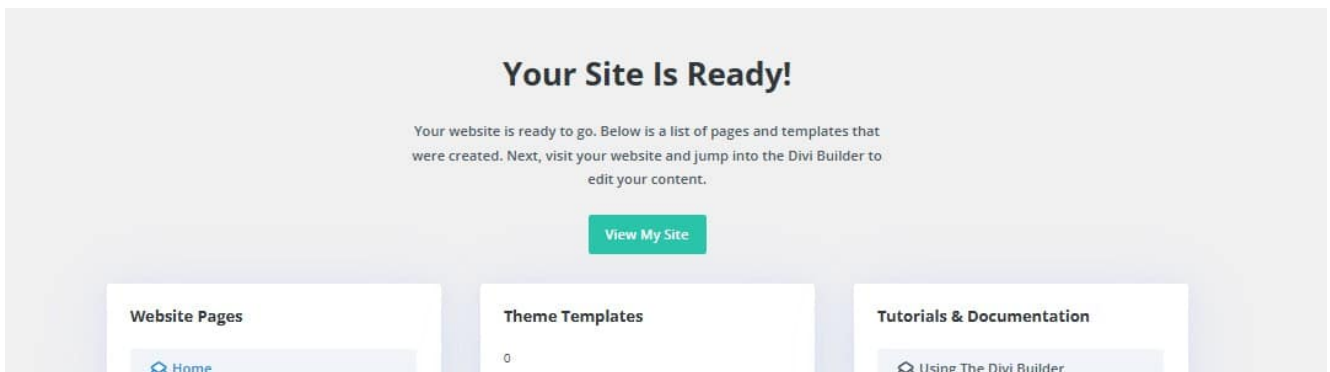 Your Site Is Ready!
Your website is ready to go. Below is a list of pages and templates that
were created. Next, visit your website and jump into the Divi Builder to
edit your content.
View My Site
Website Pages
Theme Templates
Tutorials & Documentation
Home
0
Using The Divi Builder